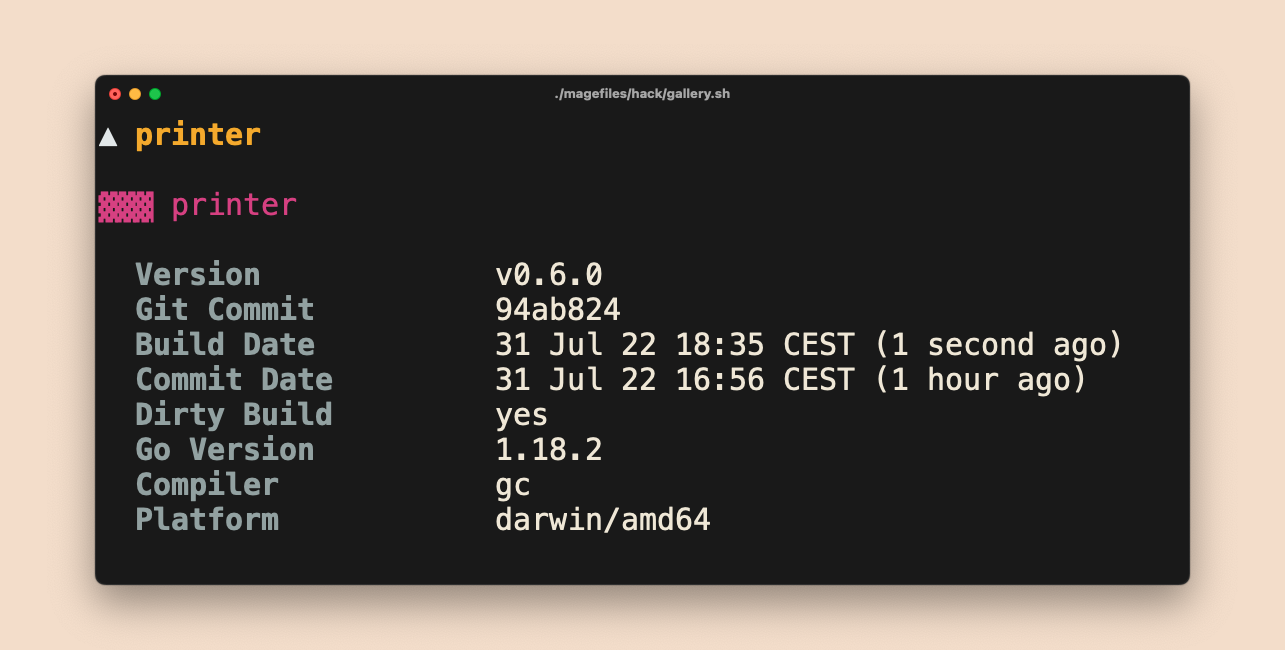 ./magefiles/hack/gallery.sh
▲ printer
▓▓▓ printer
Version v0.6.0
Git Commit 94ab824
Build Date 31 Jul 22 18:35 CEST (1 second ago)
Commit Date 31 Jul 22 16:56 CEST (1 hour ago)
Dirty Build yes
Go Version 1.18.2
Compiler gc
Platform darwin/amd64